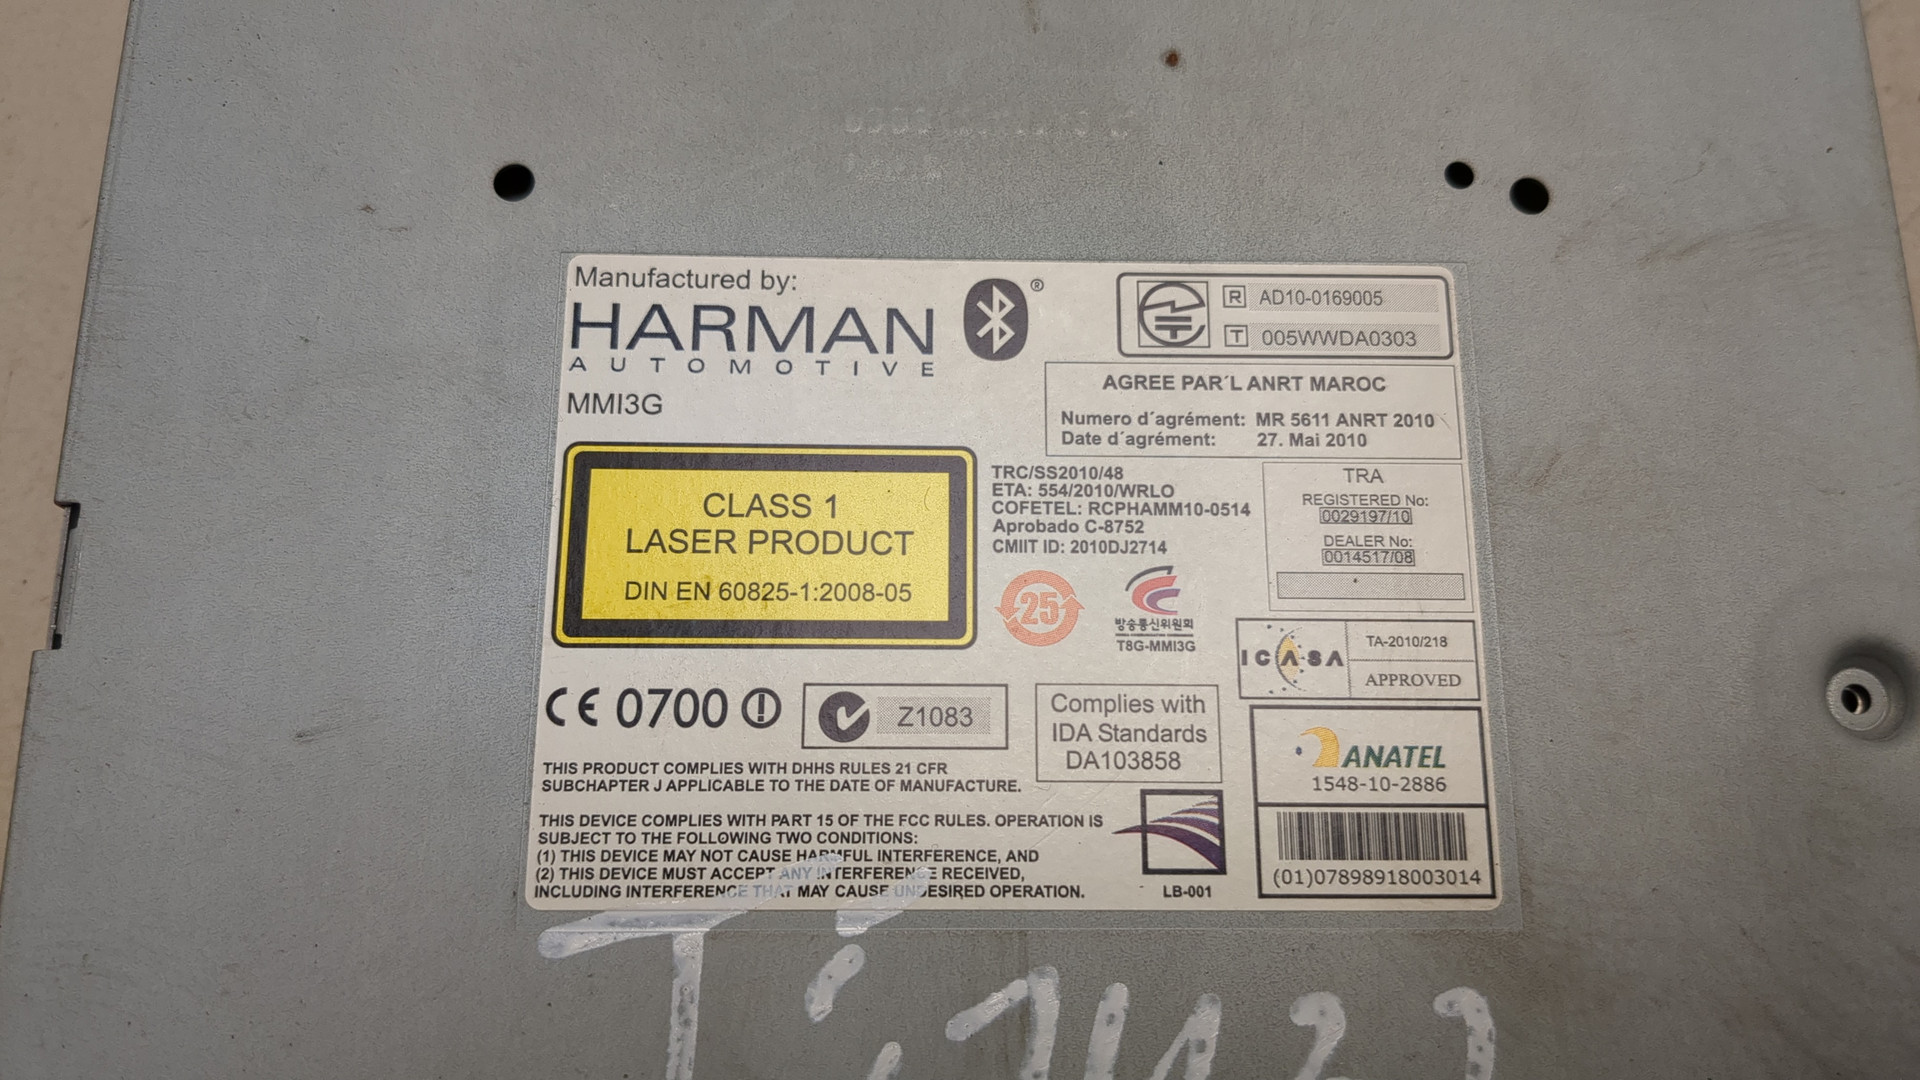 Manufactured by:
HARMAN
AUTOMOTIVE
MMI3G
®
R AD10-0169005
T 005WWDA0303
AGREE PAR´L ANRT MAROC
Numero d´agrément: MR 5611 ANRT 2010
Date d´agrément: 27. Mai 2010
CLASS 1
LASER PRODUCT
DIN EN 60825-1:2008-05
TRC/SS2010/48
ETA: 554/2010/WRLO
COFETEL: RCPHAMM10-0514
Aprobado C-8752
CMIIT ID: 2010DJ2714
TRA
REGISTERED No:
0029197/10
DEALER No:
0014517/08
25
방송통신위원회
T8G-MMI3G
ICASA
TA-2010/218
APPROVED
CE 0700
Z1083
Complies with
IDA Standards
DA103858
ANATEL
1548-10-2886
(01)07898918003014
THIS PRODUCT COMPLIES WITH DHHS RULES 21 CFR
SUBCHAPTER J APPLICABLE TO THE DATE OF MANUFACTURE.
THIS DEVICE COMPLIES WITH PART 15 OF THE FCC RULES. OPERATION IS
SUBJECT TO THE FOLLOWING TWO CONDITIONS:
(1) THIS DEVICE MAY NOT CAUSE HARMFUL INTERFERENCE, AND
(2) THIS DEVICE MUST ACCEPT ANY INTERFERENCE RECEIVED,
INCLUDING INTERFERENCE THAT MAY CAUSE UNDESIRED OPERATION.
LB-001